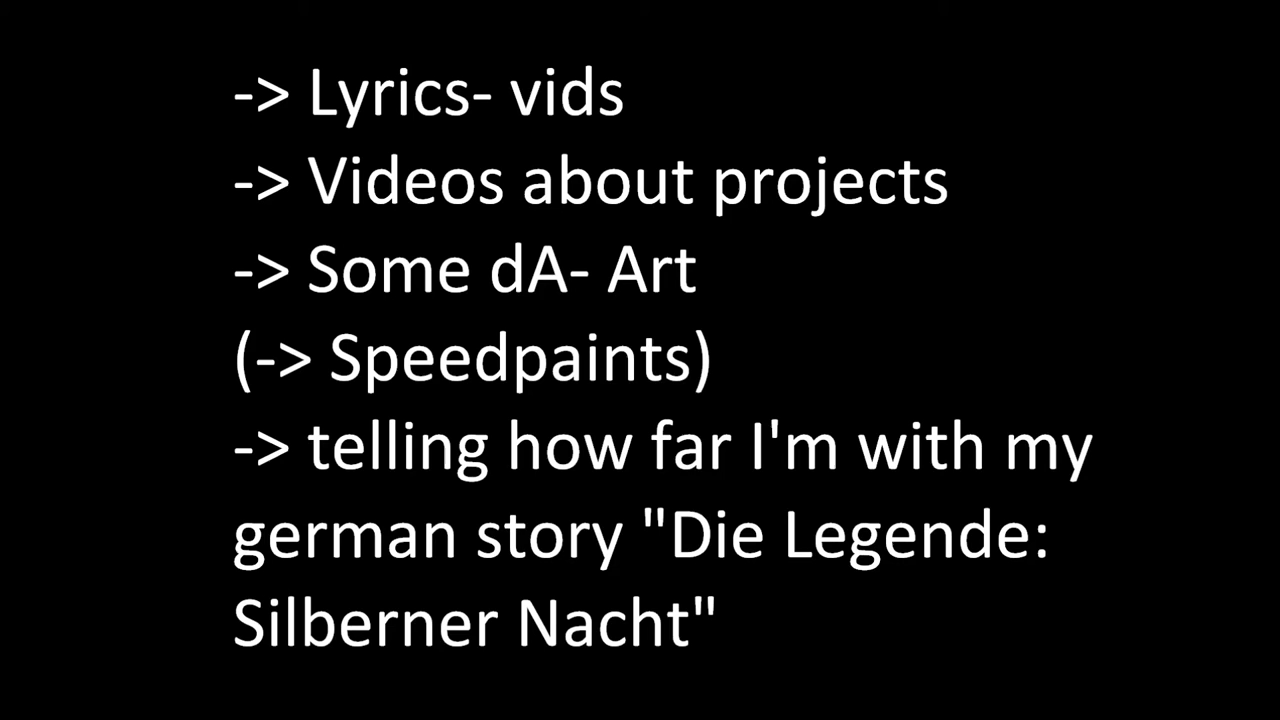 -> Lyrics- vids
-> Videos about projects
-> Some dA- Art
(-> Speedpaints)
-> telling how far I'm with my
german story "Die Legende:
Silberner Nacht"